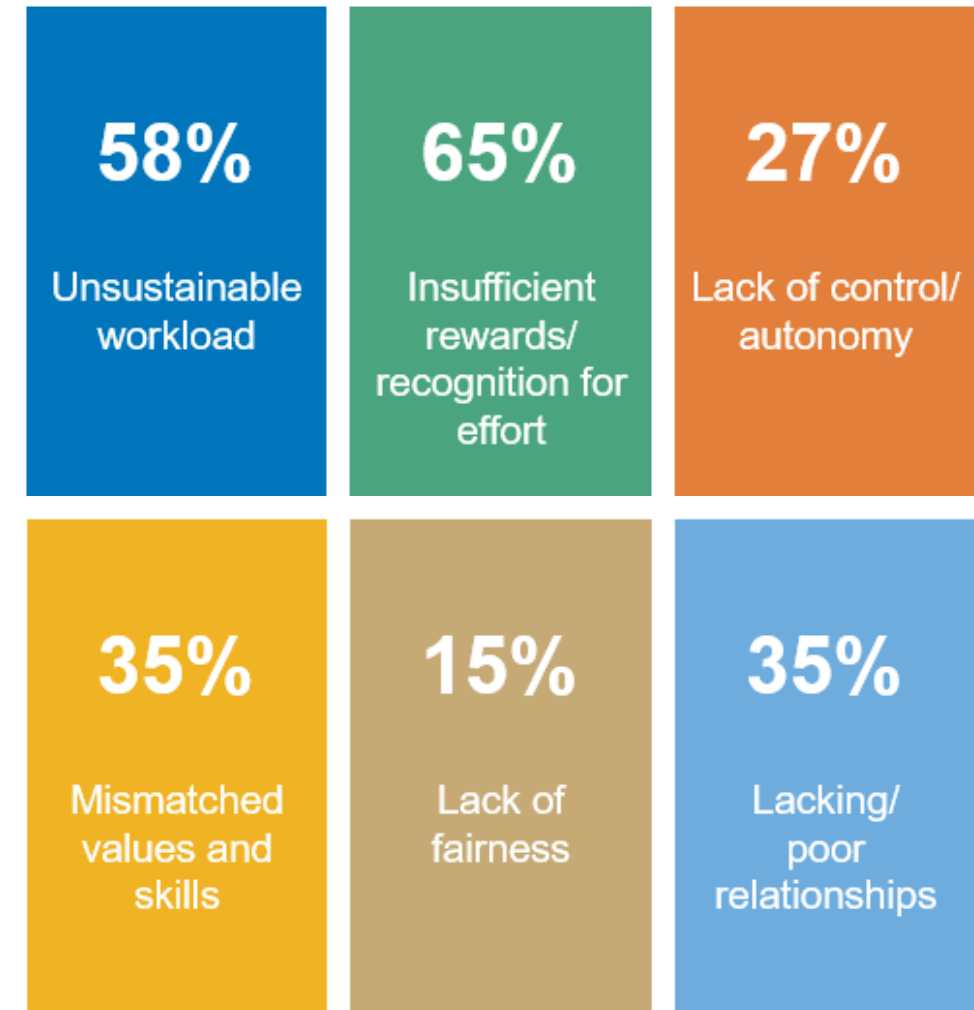 58%
Unsustainable
workload
65%
Insufficient
rewards/
recognition for
effort
27%
Lack of control/
autonomy
35%
Mismatched
values and
skills
15%
Lack of
fairness
35%
Lacking/
poor
relationships